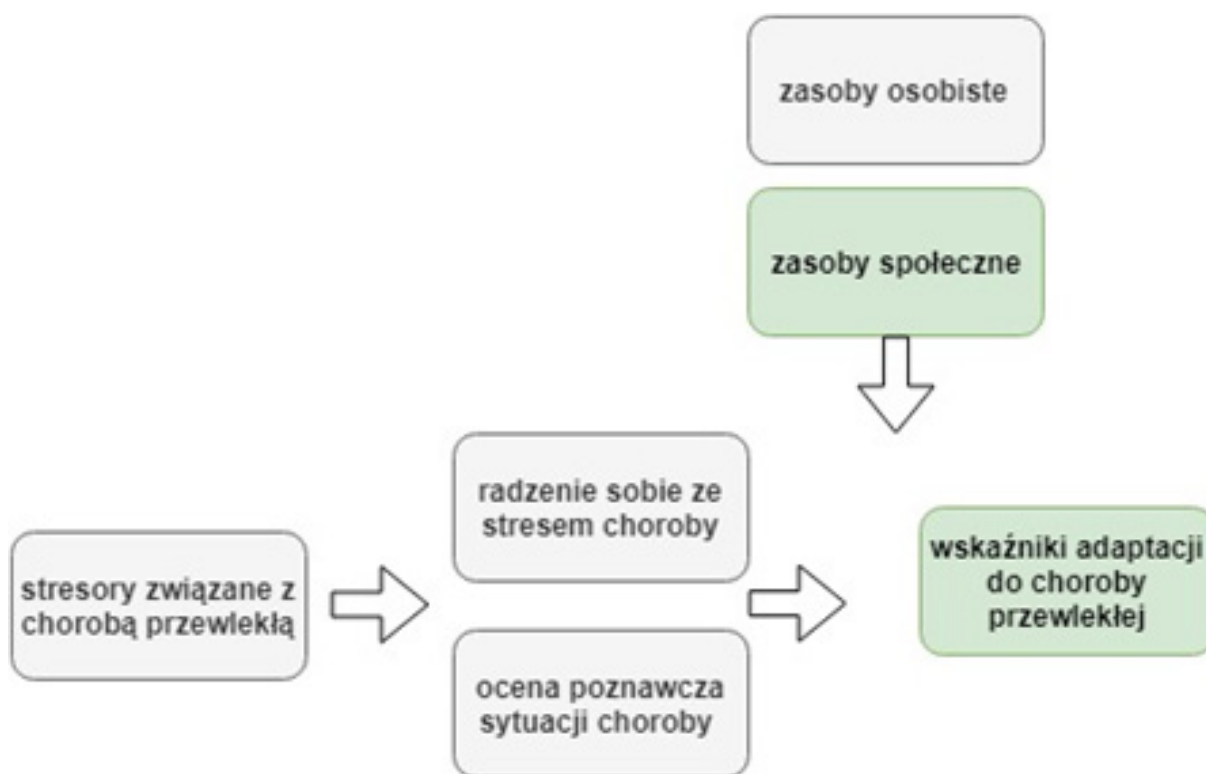 zasoby osobiste
zasoby społeczne
radzenie sobie ze
stresem choroby
stresory związane z
chorobą przewlekłą
ocena poznawcza
sytuacji choroby
wskaźniki adaptacji
do choroby
przewlekłej